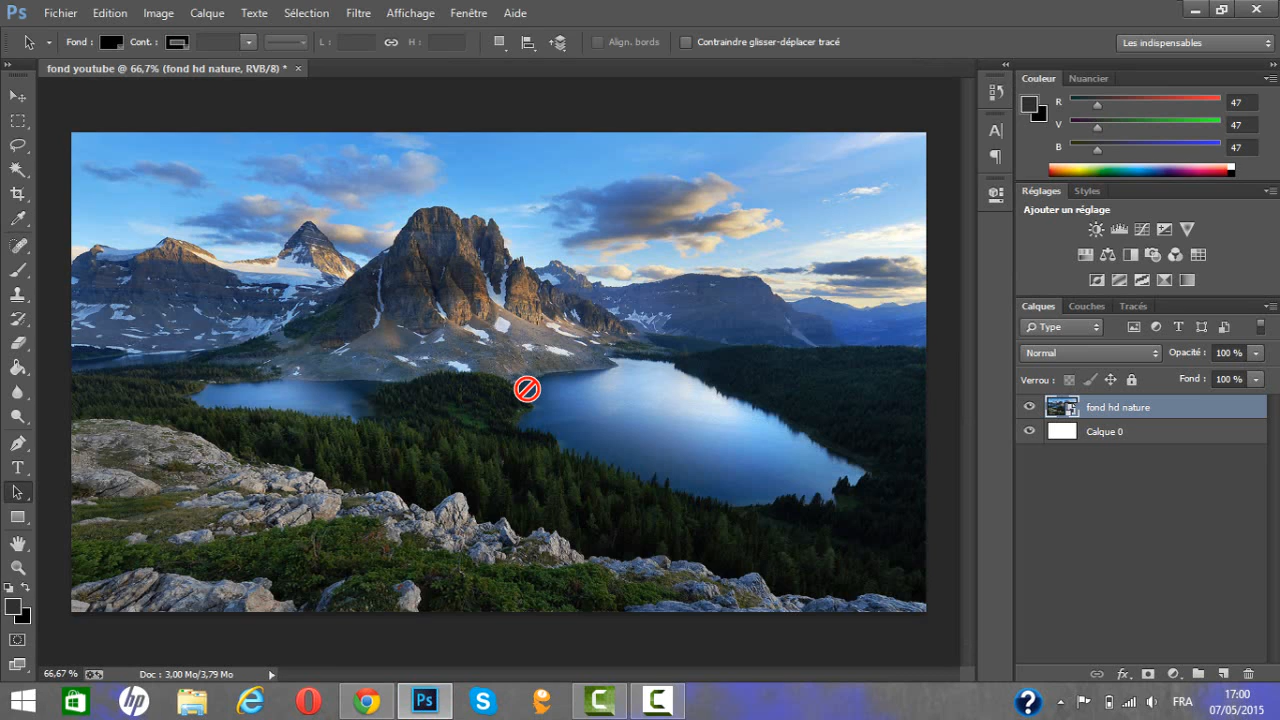 Ps Fichier Edition Image Calque Texte Sélection Filtre Affichage Fenêtre Aide
Fond : Cont. : L : H : Align. bords Contraindre glisser-déplacer tracé Les indispensables
fond youtube @ 66,7% (fond hd nature, RVB/8) * ×
Couleur Nuancier
R 47
V 47
B 47
Réglages Styles
Ajouter un réglage
Calques Couches Tracés
Type
Normal Opacité : 100 %
Verrou : Fond : 100 %
fond hd nature
Calque 0
66,67 % Doc : 3,00 Mo/3,79 Mo
fx
hp Ps FRA 17:00
07/05/2015